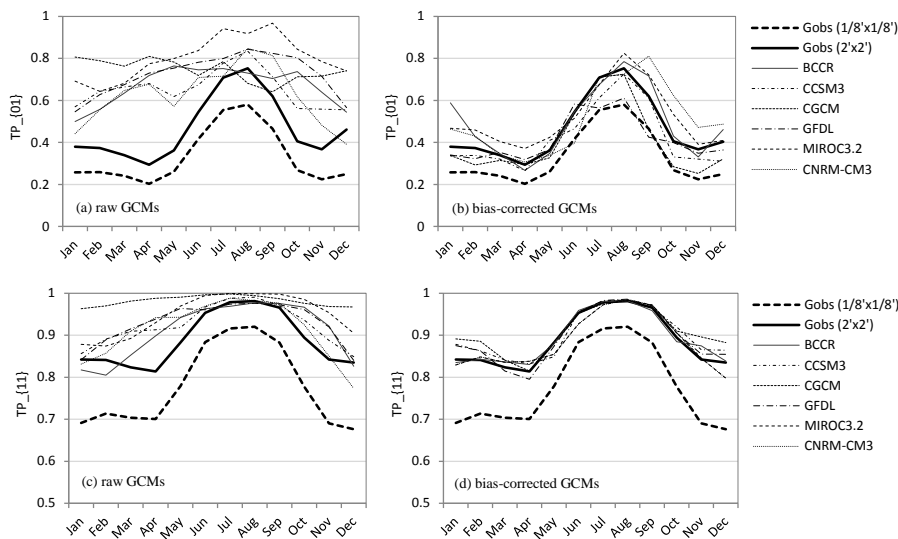 1
0.8
0.6
0.4
0.2
0
TP_{01}
(a) raw GCMs
Jan Feb Mar Apr May Jun Jul Aug Sep Oct Nov Dec
1
0.8
0.6
0.4
0.2
0
TP_{01}
(b) bias-corrected GCMs
Jan Feb Mar Apr May Jun Jul Aug Sep Oct Nov Dec
Gobs (1/8'x1/8')
Gobs (2'x2')
BCCR
CCSM3
CGCM
GFDL
MIROC3.2
CNRM-CM3
1
0.9
0.8
0.7
0.6
0.5
TP_{11}
(c) raw GCMs
Jan Feb Mar Apr May Jun Jul Aug Sep Oct Nov Dec
1
0.9
0.8
0.7
0.6
0.5
TP_{11}
(d) bias-corrected GCMs
Jan Feb Mar Apr May Jun Jul Aug Sep Oct Nov Dec
Gobs (1/8'x1/8')
Gobs (2'x2')
BCCR
CCSM3
CGCM
GFDL
MIROC3.2
CNRM-CM3